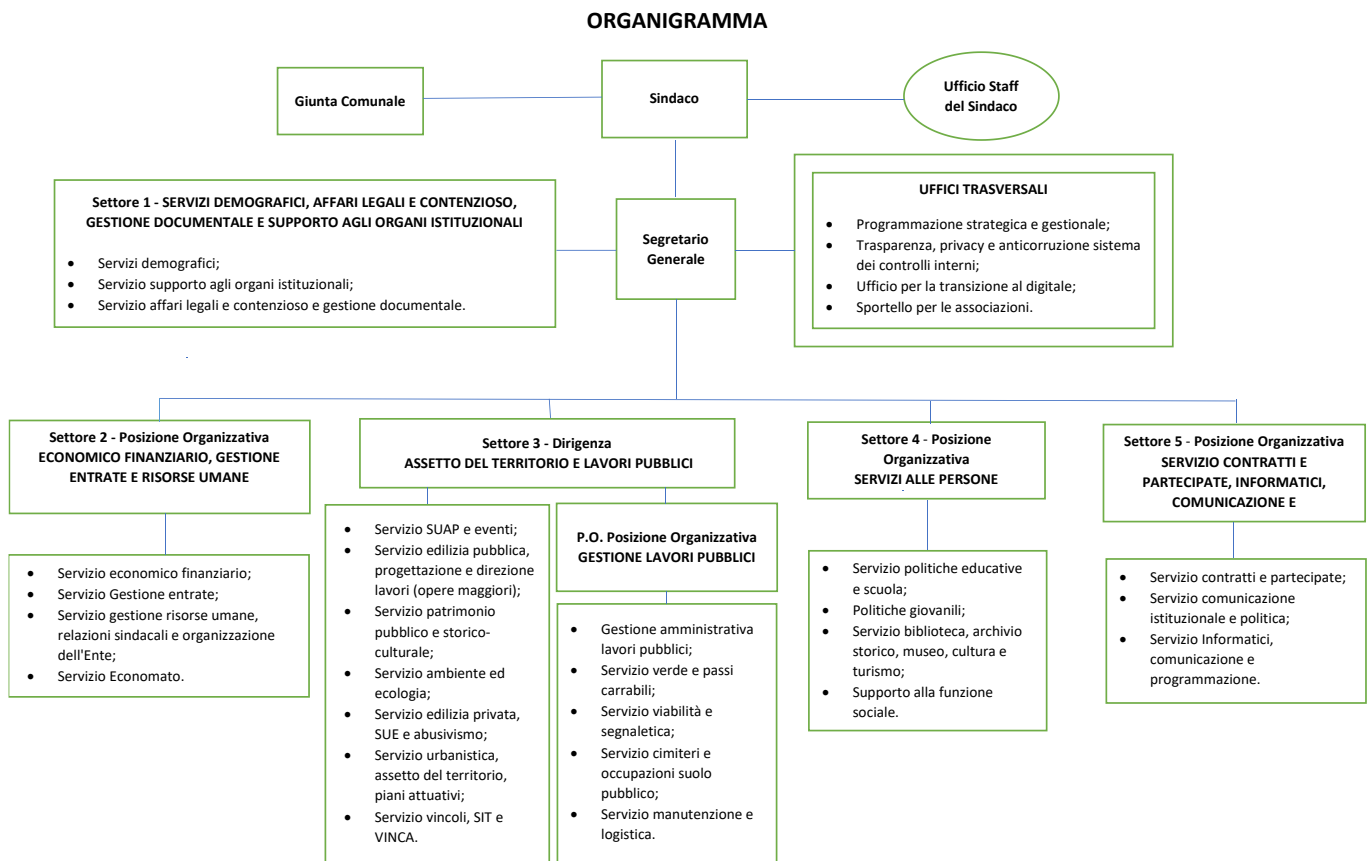 ORGANIGRAMMA
Giunta Comunale
Sindaco
Ufficio Staff
del Sindaco
Settore 1 - SERVIZI DEMOGRAFICI, AFFARI LEGALI E CONTENZIOSO,
GESTIONE DOCUMENTALE E SUPPORTO AGLI ORGANI ISTITUZIONALI
• Servizi demografici;
• Servizio supporto agli organi istituzionali;
• Servizio affari legali e contenzioso e gestione documentale.
Segretario
Generale
UFFICI TRASVERSALI
• Programmazione strategica e gestionale;
• Trasparenza, privacy e anticorruzione sistema
dei controlli interni;
• Ufficio per la transizione al digitale;
• Sportello per le associazioni.
Settore 2 - Posizione Organizzativa
ECONOMICO FINANZIARIO, GESTIONE
ENTRATE E RISORSE UMANE
• Servizio economico finanziario;
• Servizio Gestione entrate;
• Servizio gestione risorse umane,
relazioni sindacali e organizzazione
dell'Ente;
• Servizio Economato.
Settore 3 - Dirigenza
ASSETTO DEL TERRITORIO E LAVORI PUBBLICI
• Servizio SUAP e eventi;
• Servizio edilizia pubblica,
progettazione e direzione
lavori (opere maggiori);
• Servizio patrimonio
pubblico e storico-
culturale;
• Servizio ambiente ed
ecologia;
• Servizio edilizia privata,
SUE e abusivismo;
• Servizio urbanistica,
assetto del territorio,
piani attuativi;
• Servizio vincoli, SIT e
VINCA.
P.O. Posizione Organizzativa
GESTIONE LAVORI PUBBLICI
• Gestione amministrativa
lavori pubblici;
• Servizio verde e passi
carrabili;
• Servizio viabilità e
segnaletica;
• Servizio cimiteri e
occupazioni suolo
pubblico;
• Servizio manutenzione e
logistica.
Settore 4 - Posizione
Organizzativa
SERVIZI ALLE PERSONE
• Servizio politiche educative
e scuola;
• Politiche giovanili;
• Servizio biblioteca, archivio
storico, museo, cultura e
turismo;
• Supporto alla funzione
sociale.
Settore 5 - Posizione Organizzativa
SERVIZIO CONTRATTI E
PARTECIPATE, INFORMATICI,
COMUNICAZIONE E
• Servizio contratti e partecipate;
• Servizio comunicazione
istituzionale e politica;
• Servizio Informatici,
comunicazione e
programmazione.